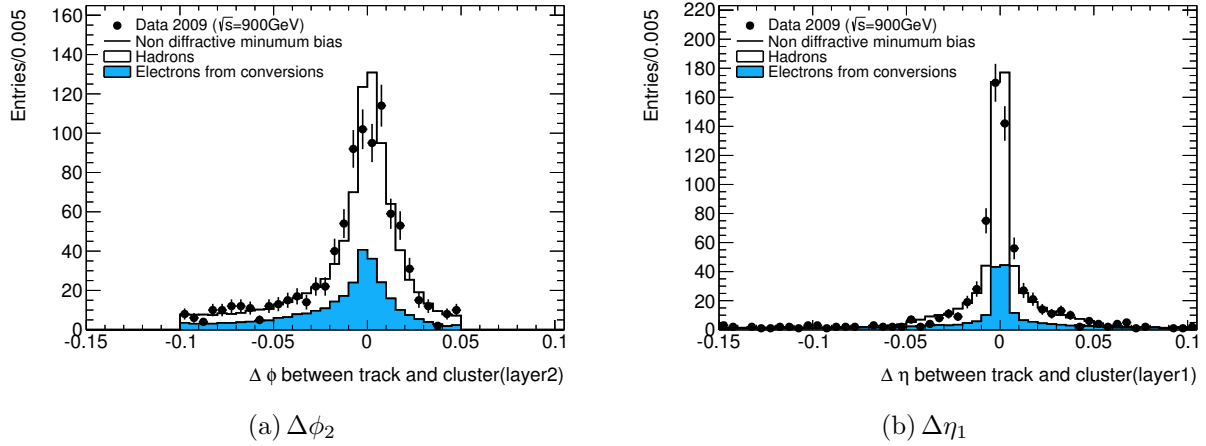 Entries/0.005
160
140
120
100
80
60
40
20
0
Data 2009 (√s=900GeV)
Non diffractive minumum bias
Hadrons
Electrons from conversions
-0.15 -0.1 -0.05 0 0.05 0.1
Δ ϕ between track and cluster(layer2)
(a) Δϕ₂
Entries/0.005
220
200
180
160
140
120
100
80
60
40
20
0
Data 2009 (√s=900GeV)
Non diffractive minumum bias
Hadrons
Electrons from conversions
-0.15 -0.1 -0.05 0 0.05 0.1
Δ η between track and cluster(layer1)
(b) Δη₁